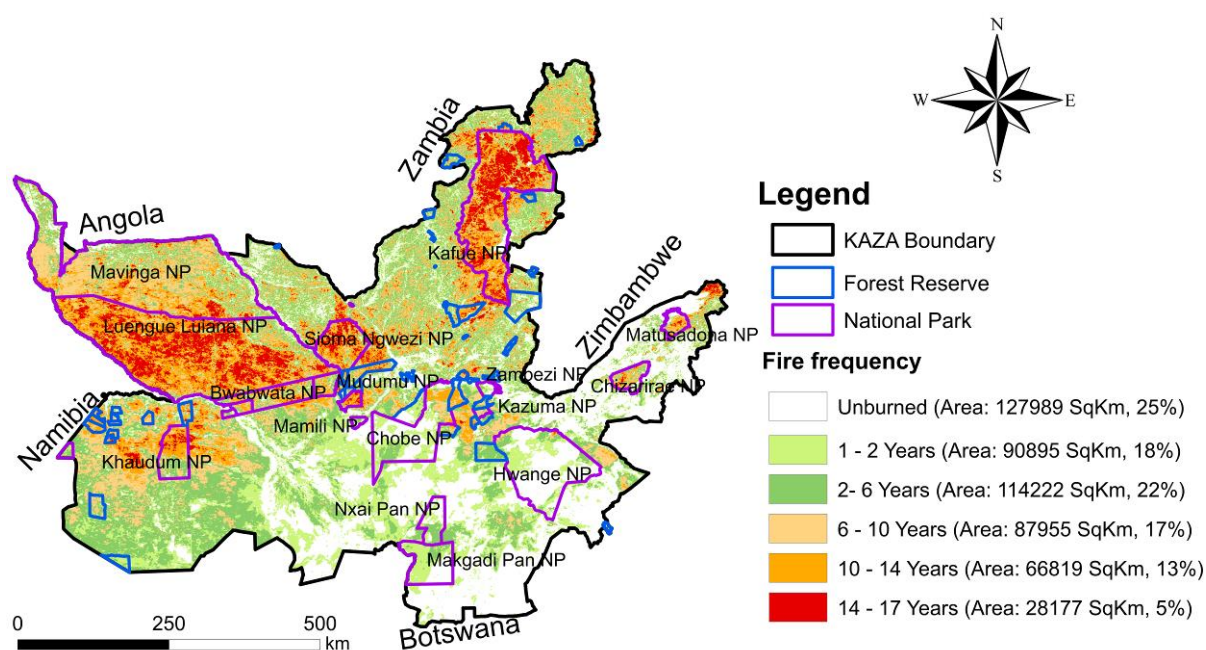 N
W
E
S
Zambia
Angola
Mavinga NP
Kafue NP
Zimbambwe
Luengue Luiana NP
Sioma Ngwezi NP
Matusadona NP
Bwabwata NP
Mudumu NP
Zambezi NP
Chizarirae NP
Namibia
Mamili NP
Kazuma NP
Chobe NP
Khaudum NP
Hwange NP
Nxai Pan NP
Makgadi Pan NP
Botswana
0
250
500
km
Legend
KAZA Boundary
Forest Reserve
National Park
Fire frequency
Unburned (Area: 127989 SqKm, 25%)
1 - 2 Years (Area: 90895 SqKm, 18%)
2- 6 Years (Area: 114222 SqKm, 22%)
6 - 10 Years (Area: 87955 SqKm, 17%)
10 - 14 Years (Area: 66819 SqKm, 13%)
14 - 17 Years (Area: 28177 SqKm, 5%)